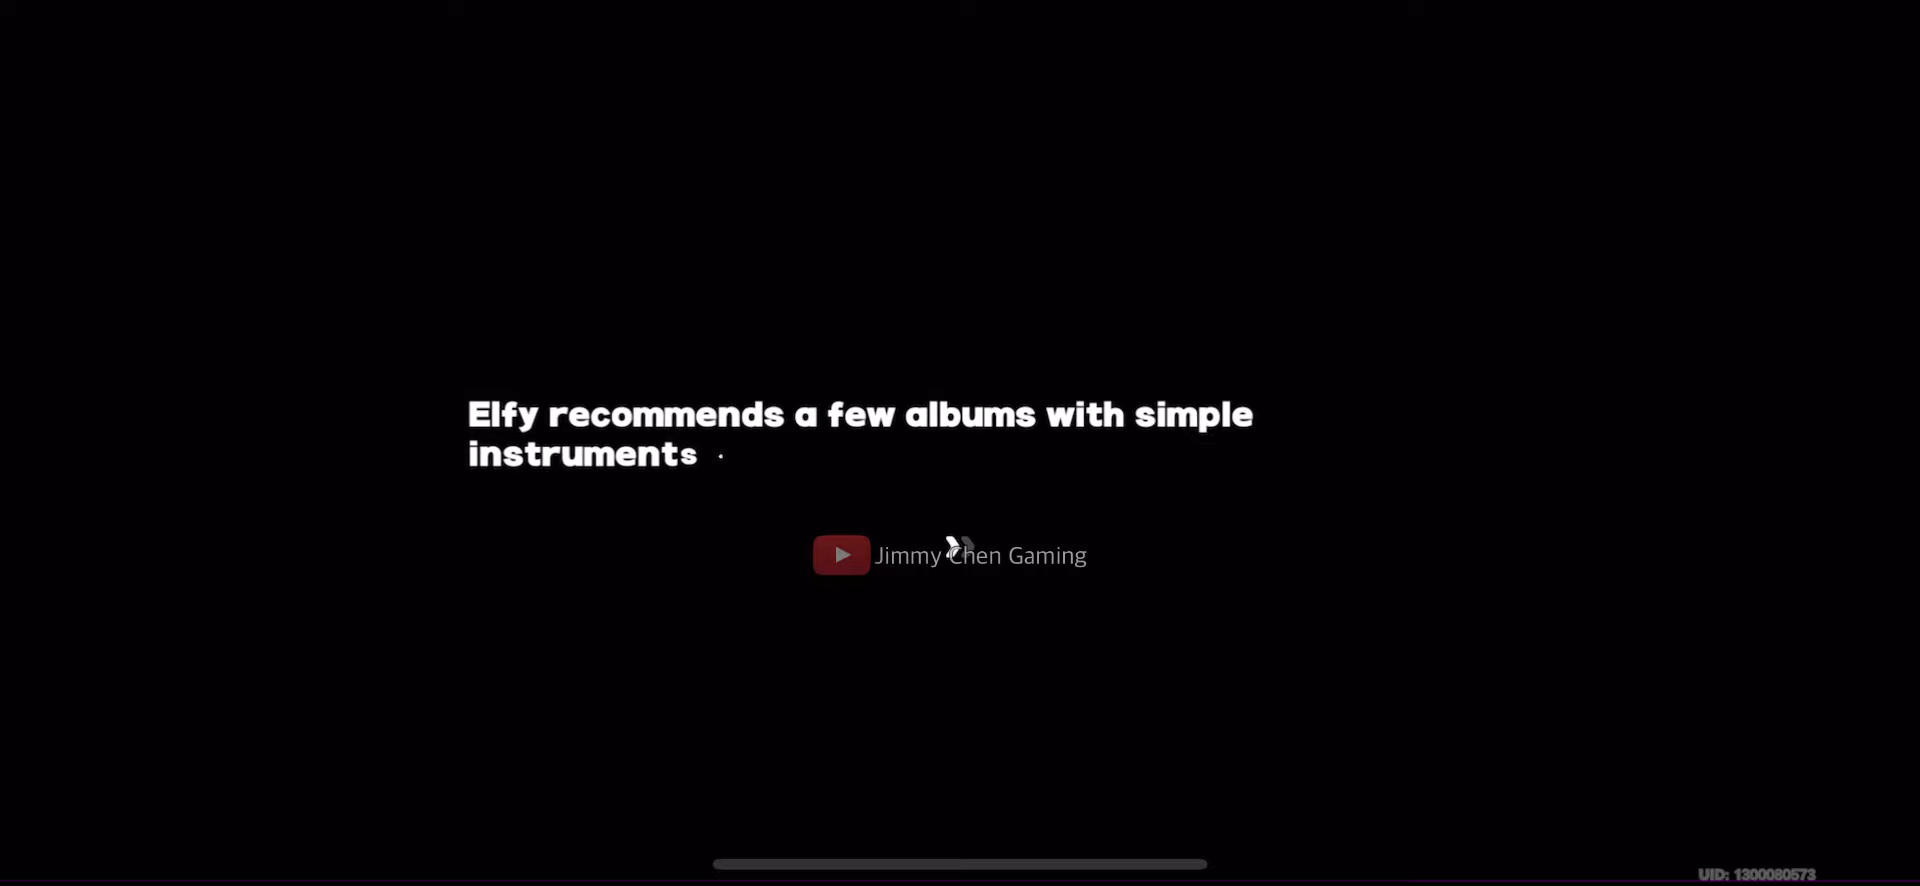 Elfy recommends a few albums with simple
instruments
Jimmy Chen Gaming
UID: 1300080573